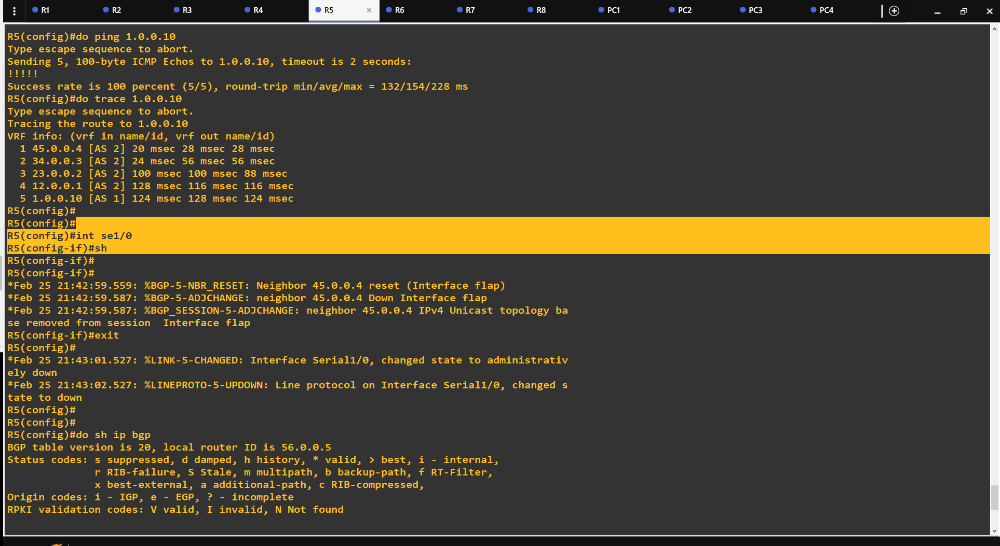 R1 R2 R3 R4 R5 R6 R7 R8 PC1 PC2 PC3 PC4
R5(config)#do ping 1.0.0.10
Type escape sequence to abort.
Sending 5, 100-byte ICMP Echos to 1.0.0.10, timeout is 2 seconds:
!!!!!
Success rate is 100 percent (5/5), round-trip min/avg/max = 132/154/228 ms
R5(config)#do trace 1.0.0.10
Type escape sequence to abort.
Tracing the route to 1.0.0.10
VRF info: (vrf in name/id, vrf out name/id)
  1 45.0.0.4 [AS 2] 20 msec 28 msec 28 msec
  2 34.0.0.3 [AS 2] 24 msec 56 msec 56 msec
  3 23.0.0.2 [AS 2] 100 msec 100 msec 88 msec
  4 12.0.0.1 [AS 2] 128 msec 116 msec 116 msec
  5 1.0.0.10 [AS 1] 124 msec 128 msec 124 msec
R5(config)#
R5(config)#
R5(config)#int se1/0
R5(config-if)#sh
R5(config-if)#
R5(config-if)#
*Feb 25 21:42:59.559: %BGP-5-NBR_RESET: Neighbor 45.0.0.4 reset (Interface flap)
*Feb 25 21:42:59.587: %BGP-5-ADJCHANGE: neighbor 45.0.0.4 Down Interface flap
*Feb 25 21:42:59.587: %BGP_SESSION-5-ADJCHANGE: neighbor 45.0.0.4 IPv4 Unicast topology ba
se removed from session  Interface flap
R5(config-if)#exit
R5(config)#
*Feb 25 21:43:01.527: %LINK-5-CHANGED: Interface Serial1/0, changed state to administrativ
ely down
*Feb 25 21:43:02.527: %LINEPROTO-5-UPDOWN: Line protocol on Interface Serial1/0, changed s
tate to down
R5(config)#
R5(config)#
R5(config)#do sh ip bgp
BGP table version is 20, local router ID is 56.0.0.5
Status codes: s suppressed, d damped, h history, * valid, > best, i - internal,
              r RIB-failure, S Stale, m multipath, b backup-path, f RT-Filter,
              x best-external, a additional-path, c RIB-compressed,
Origin codes: i - IGP, e - EGP, ? - incomplete
RPKI validation codes: V valid, I invalid, N Not found